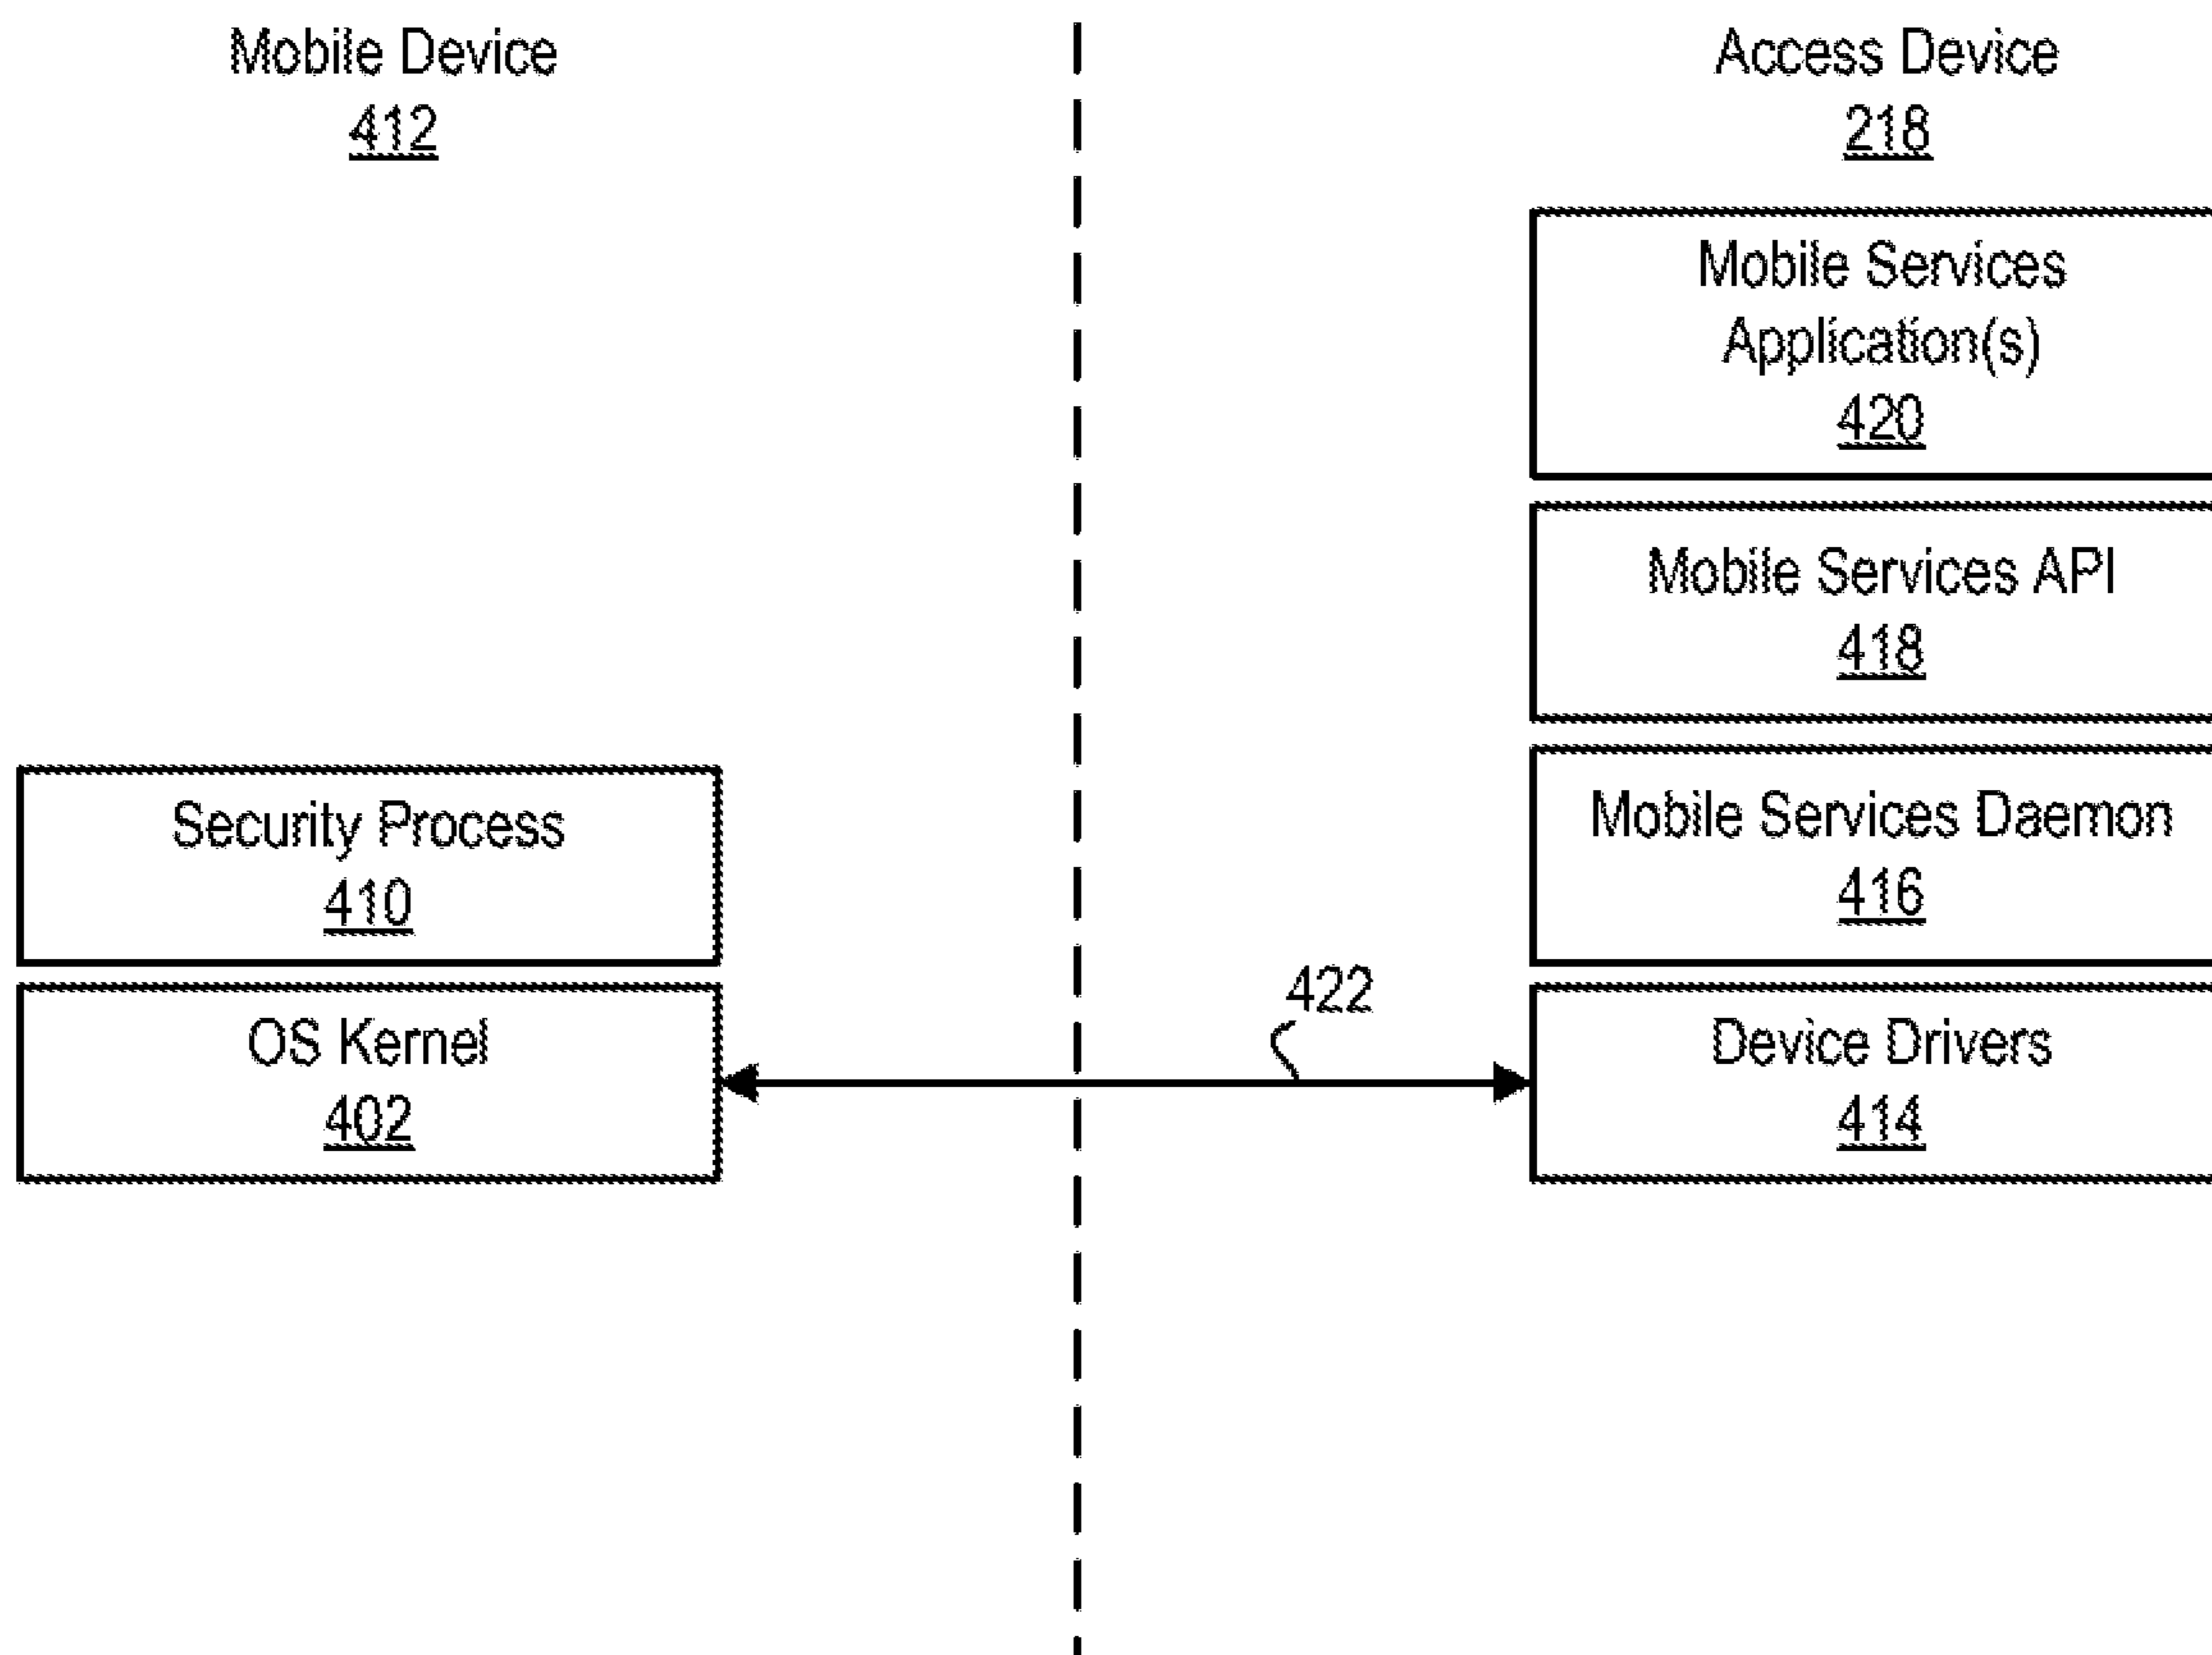 Mobile Device
412
Access Device
218
Mobile Services
Application(s)
420
Mobile Services API
418
Mobile Services Daemon
416
Security Process
410
422
OS Kernel
402
Device Drivers
414